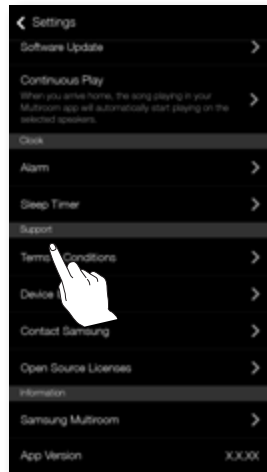 Settings
Software Update
Continuous Play
When you arrive home, the song playing in your
Multiroom app will automatically start playing on the
selected speakers.
Clock
Alarm
Sleep Timer
Support
Terms Conditions
Device
Contact Samsung
Open Source Licenses
Information
Samsung Multiroom
App Version X.X.XX